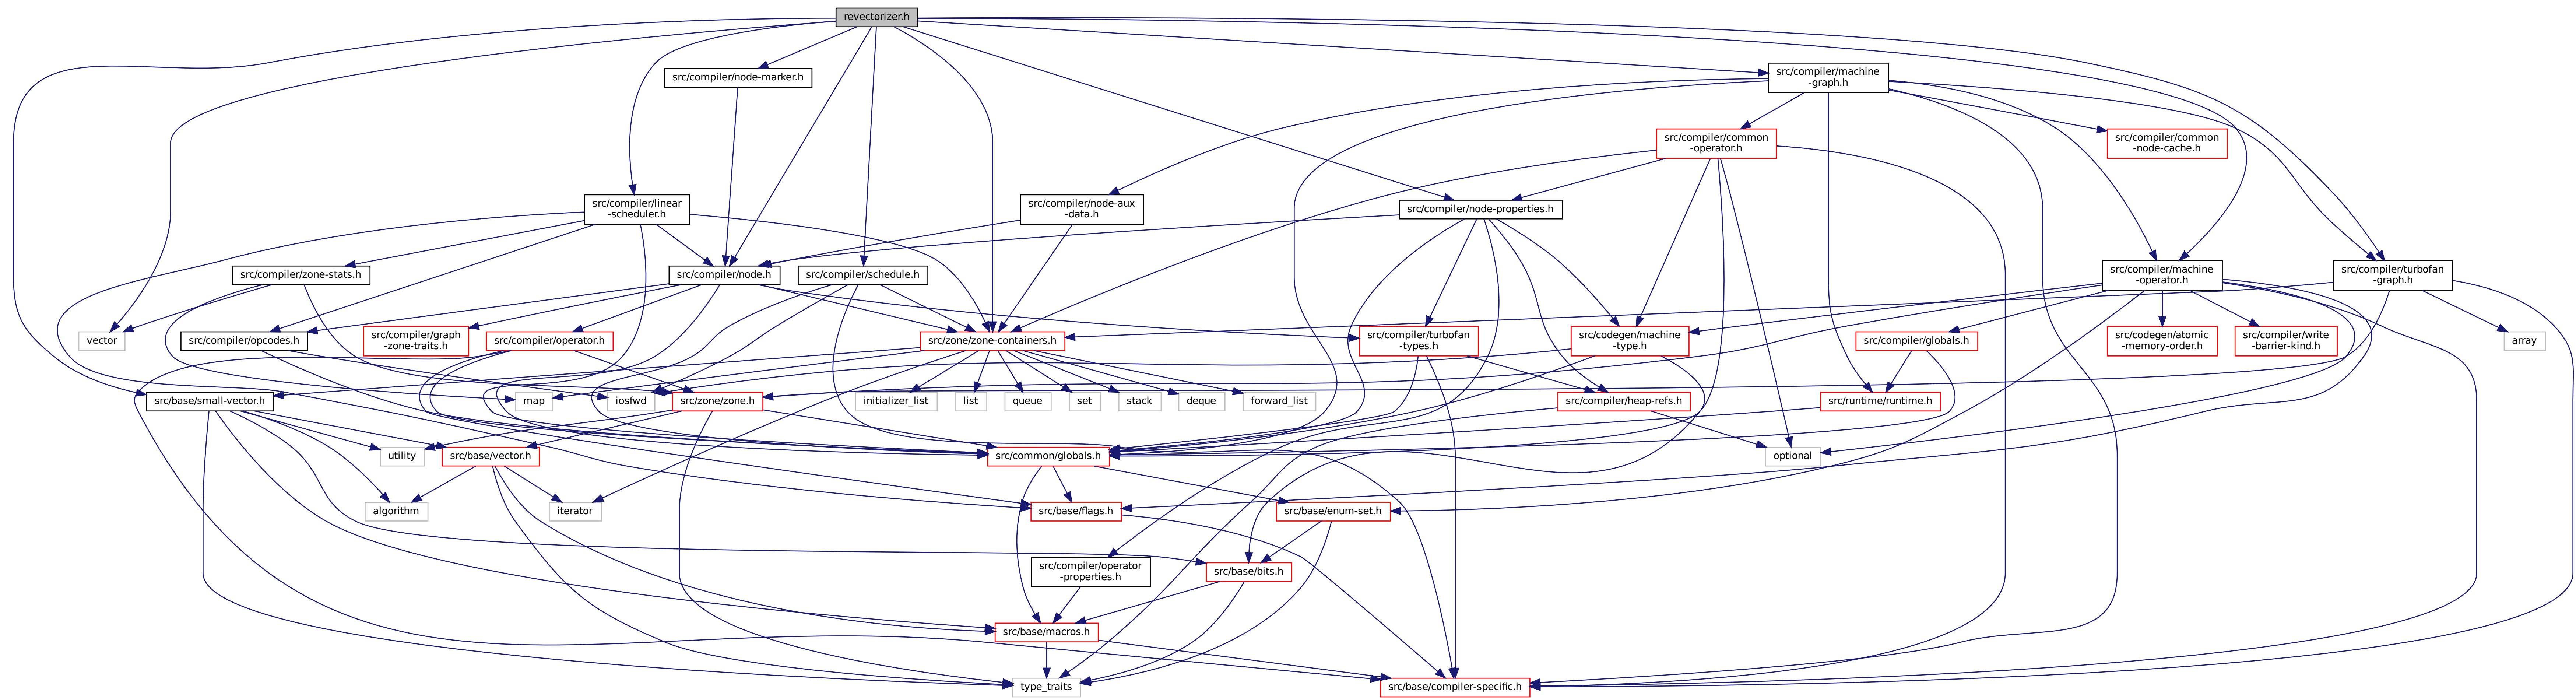 revectorizer.h
src/compiler/node-marker.h
src/compiler/machine
-graph.h
src/compiler/common
-operator.h
src/compiler/common
-node-cache.h
src/compiler/linear
-scheduler.h
src/compiler/node-aux
-data.h
src/compiler/node-properties.h
src/compiler/zone-stats.h
src/compiler/node.h
src/compiler/schedule.h
src/compiler/machine
-operator.h
src/compiler/turbofan
-graph.h
vector
src/compiler/opcodes.h
src/compiler/graph
-zone-traits.h
src/compiler/operator.h
src/zone/zone-containers.h
src/compiler/turbofan
-types.h
src/codegen/machine
-type.h
src/compiler/globals.h
src/codegen/atomic
-memory-order.h
src/compiler/write
-barrier-kind.h
array
src/base/small-vector.h
map
iosfwd
src/zone/zone.h
initializer_list
list
queue
set
stack
deque
forward_list
src/compiler/heap-refs.h
src/runtime/runtime.h
utility
src/base/vector.h
src/common/globals.h
optional
algorithm
iterator
src/base/flags.h
src/base/enum-set.h
src/compiler/operator
-properties.h
src/base/bits.h
src/base/macros.h
type_traits
src/base/compiler-specific.h